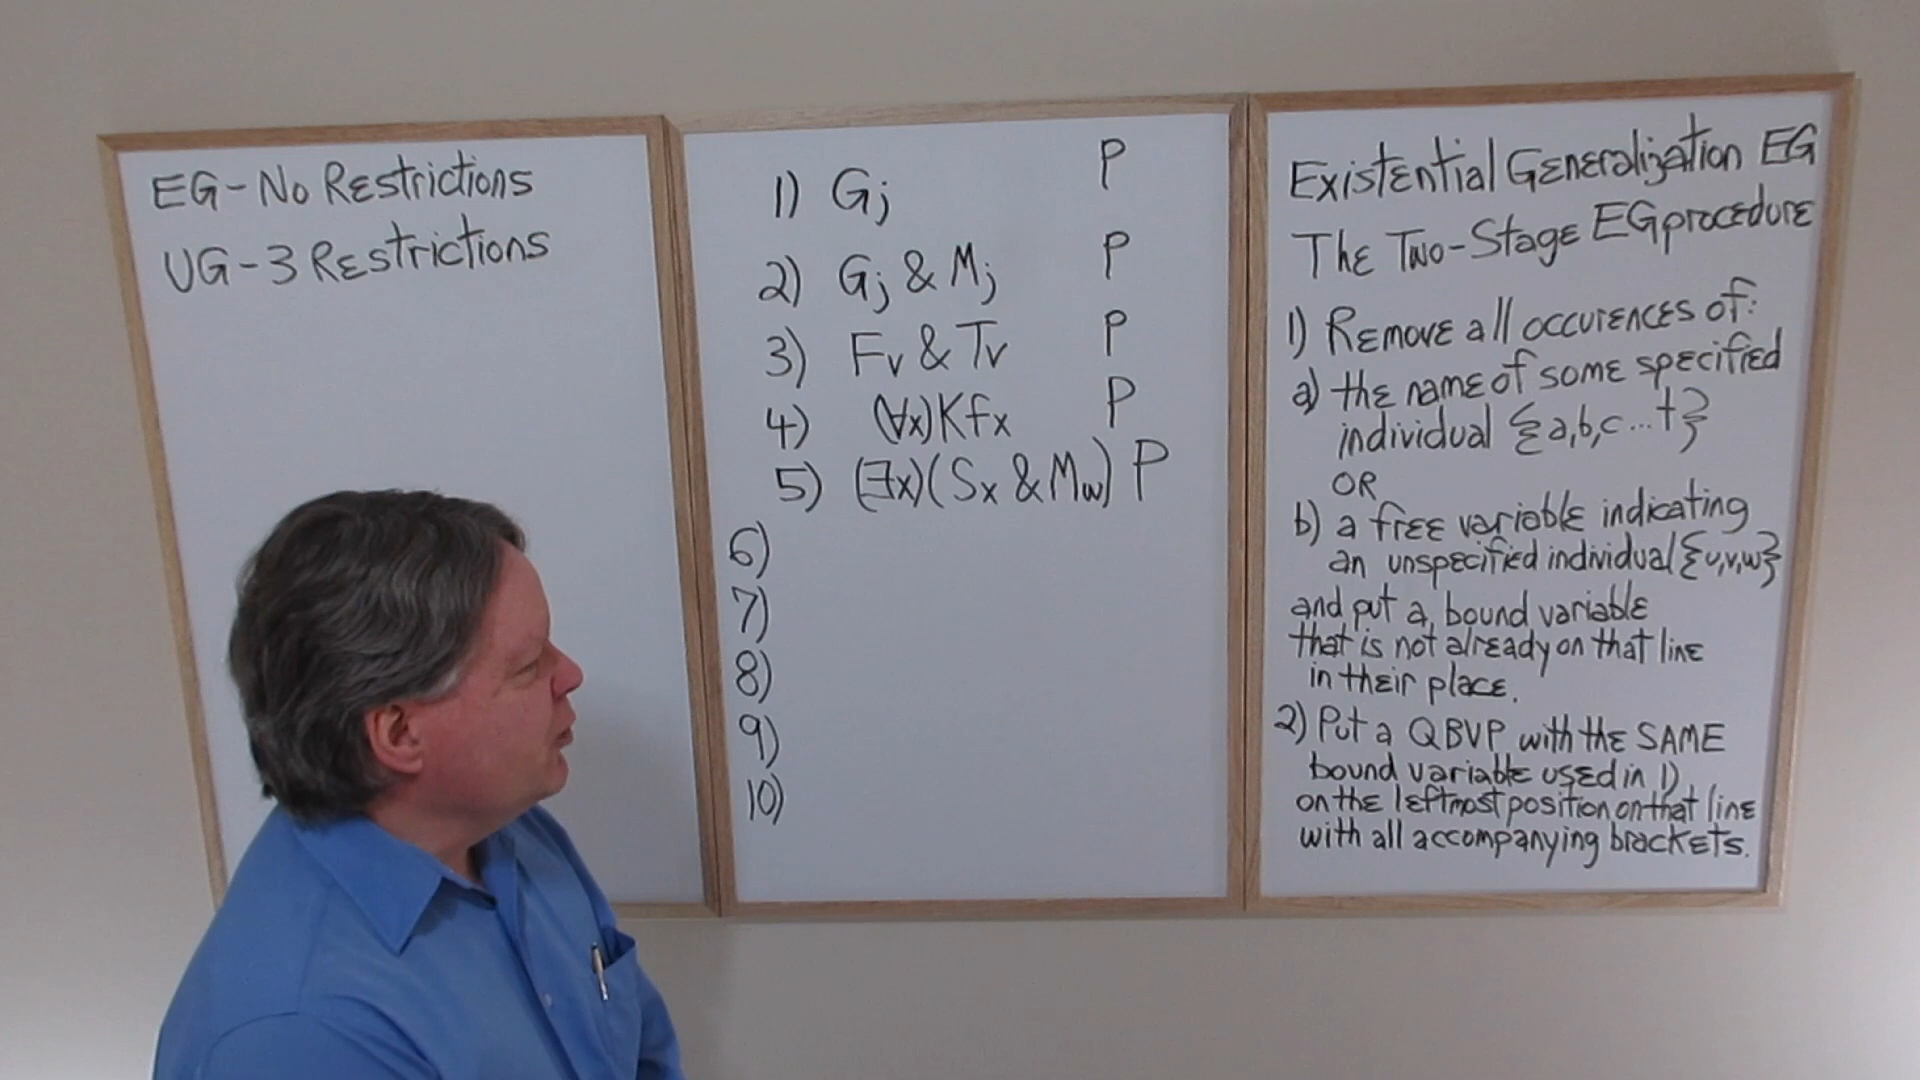 EG - No Restrictions
UG - 3 Restrictions
1) Gj P
2) Gj & Mj P
3) Fv & Tv P
4) (∀x)Kfx P
5) (∃x)(Sx & Mw) P
6)
7)
8)
9)
10)
Existential Generalization EG
The Two-Stage EG procedure
1) Remove all occurences of:
a) the name of some specified
individual {a,b,c...t}
OR
b) a free variable indicating
an unspecified individual {u,v,w}
and put a bound variable
that is not already on that line
in their place.
2) Put a QBVP with the SAME
bound variable used in 1)
on the leftmost position on that line
with all accompanying brackets.